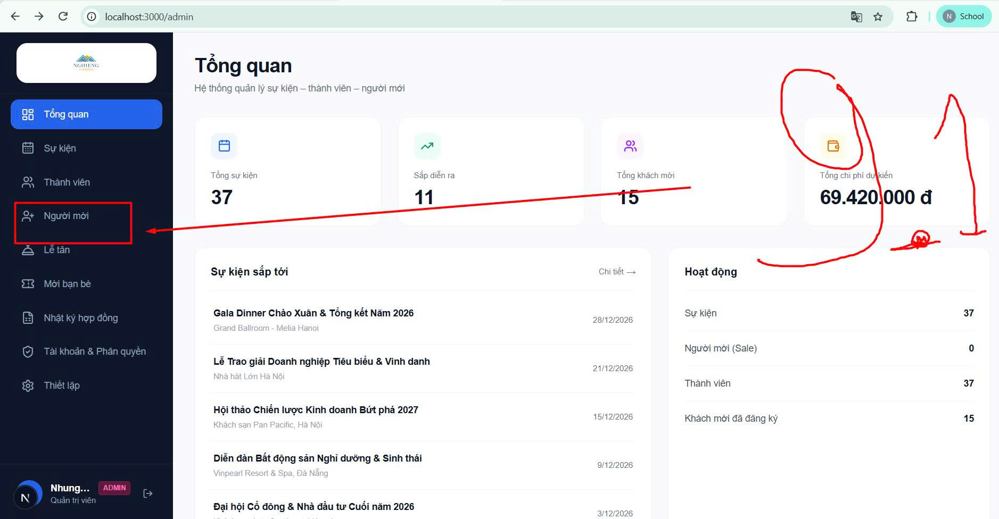 localhost:3000/admin
N School
NGHIENG
Complex
Tổng quan
Sự kiện
Thành viên
Người mời
Lễ tân
Mời bạn bè
Nhật ký hợp đồng
Tài khoản & Phân quyền
Thiết lập
N
Nhung... ADMIN
Quản trị viên
Tổng quan
Hệ thống quản lý sự kiện – thành viên – người mới
Tổng sự kiện
37
Sắp diễn ra
11
Tổng khách mời
15
Tổng chi phí dự kiến
69.420.000 đ
91
Sự kiện sắp tới
Chi tiết →
Gala Dinner Chào Xuân & Tổng kết Năm 2026
Grand Ballroom - Melia Hanoi
28/12/2026
Lễ Trao giải Doanh nghiệp Tiêu biểu & Vinh danh
Nhà hát Lớn Hà Nội
21/12/2026
Hội thảo Chiến lược Kinh doanh Bứt phá 2027
Khách sạn Pan Pacific, Hà Nội
15/12/2026
Diễn đàn Bất động sản Nghỉ dưỡng & Sinh thái
Vinpearl Resort & Spa, Đà Nẵng
9/12/2026
Đại hội Cổ đông & Nhà đầu tư Cuối năm 2026
3/12/2026
Hoạt động
Sự kiện 37
Người mời (Sale) 0
Thành viên 37
Khách mời đã đăng ký 15